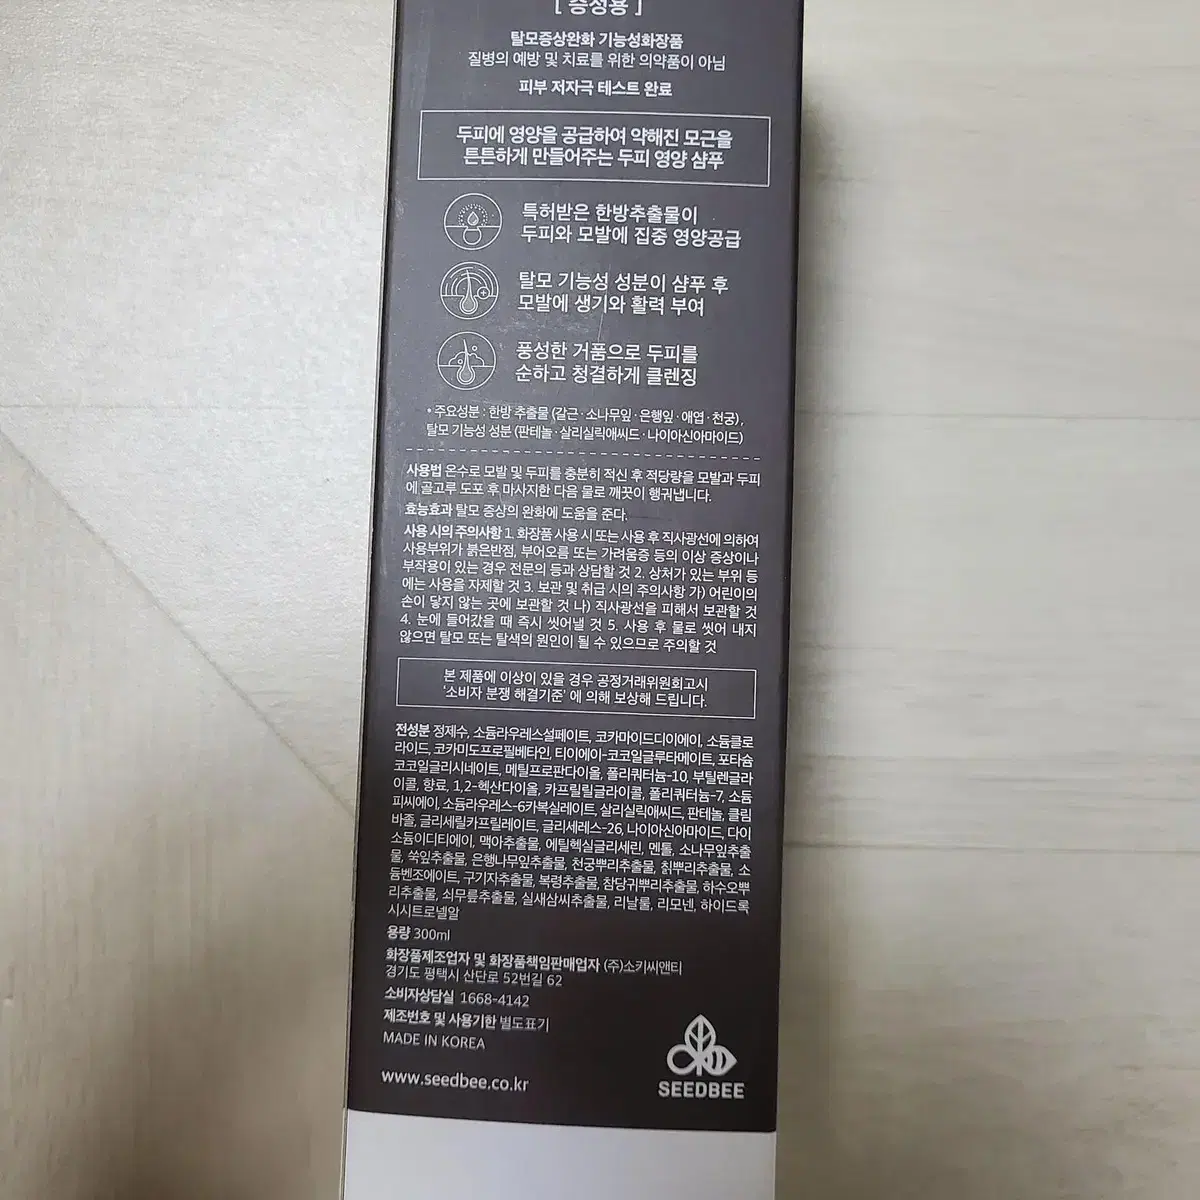 [ 증정용 ]
탈모증상완화 기능성화장품
질병의 예방 및 치료를 위한 의약품이 아님
피부 저자극 테스트 완료
두피에 영양을 공급하여 약해진 모근을
튼튼하게 만들어주는 두피 영양 샴푸
특허받은 한방추출물이
두피와 모발에 집중 영양공급
탈모 기능성 성분이 샴푸 후
모발에 생기와 활력 부여
풍성한 거품으로 두피를
순하고 청결하게 클렌징
• 주요성분 : 한방 추출물 (갈근 · 소나무잎 · 은행잎 · 애엽 · 천궁),
탈모 기능성 성분 (판테놀 · 살리실릭애씨드 · 나이아신아마이드)
사용법 온수로 모발 및 두피를 충분히 적신 후 적당량을 모발과 두피
에 골고루 도포 후 마사지한 다음 물로 깨끗이 헹궈냅니다.
효능효과 탈모 증상의 완화에 도움을 준다.
사용 시의 주의사항 1. 화장품 사용 시 또는 사용 후 직사광선에 의하여
사용부위가 붉은반점, 부어오름 또는 가려움증 등의 이상 증상이나
부작용이 있는 경우 전문의 등과 상담할 것 2. 상처가 있는 부위 등
에는 사용을 자제할 것 3. 보관 및 취급 시의 주의사항 가) 어린이의
손이 닿지 않는 곳에 보관할 것 나) 직사광선을 피해서 보관할 것
4. 눈에 들어갔을 때 즉시 씻어낼 것 5. 사용 후 물로 씻어 내지
않으면 탈모 또는 탈색의 원인이 될 수 있으므로 주의할 것
본 제품에 이상이 있을 경우 공정거래위원회고시
'소비자 분쟁 해결기준' 에 의해 보상해 드립니다.
전성분 정제수, 소듐라우레스설페이트, 코카마이드디이에이, 소듐클로
라이드, 코카미도프로필베타인, 티이에이-코코일글루타메이트, 포타슘
코코일글리시네이트, 메틸프로판다이올, 폴리쿼터늄-10, 부틸렌글라
이콜, 향료, 1,2-헥산다이올, 카프릴릴글라이콜, 폴리쿼터늄-7, 소듐
피씨에이, 소듐라우레스-6카복실레이트, 살리실릭애씨드, 판테놀, 클림
바졸, 글리세릴카프릴레이트, 글리세레스-26, 나이아신아마이드, 다이
소듐이디티에이, 맥아추출물, 에틸헥실글리세린, 멘톨, 소나무잎추출
물, 쑥잎추출물, 은행나무잎추출물, 천궁뿌리추출물, 칡뿌리추출물, 소
듐벤조에이트, 구기자추출물, 복령추출물, 참당귀뿌리추출물, 하수오뿌
리추출물, 쇠무릎추출물, 실새삼씨추출물, 리날룰, 리모넨, 하이드록
시시트로넬알
용량 300ml
화장품제조업자 및 화장품책임판매업자 (주)소키씨앤티
경기도 평택시 산단로 52번길 62
소비자상담실 1668-4142
제조번호 및 사용기한 별도표기
MADE IN KOREA
www.seedbee.co.kr
SEEDBEE